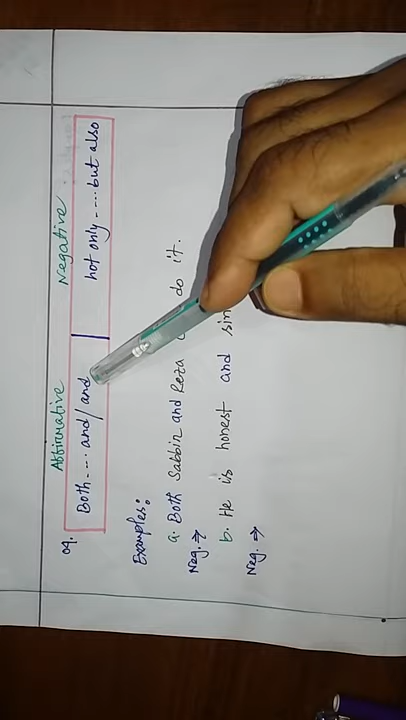 Affirmative Negative
04. Both .... and/and not only .... but also
Examples:
a. Both Sabbir and Reza do it.
Neg. ⇒
b. He is honest and
Neg. ⇒